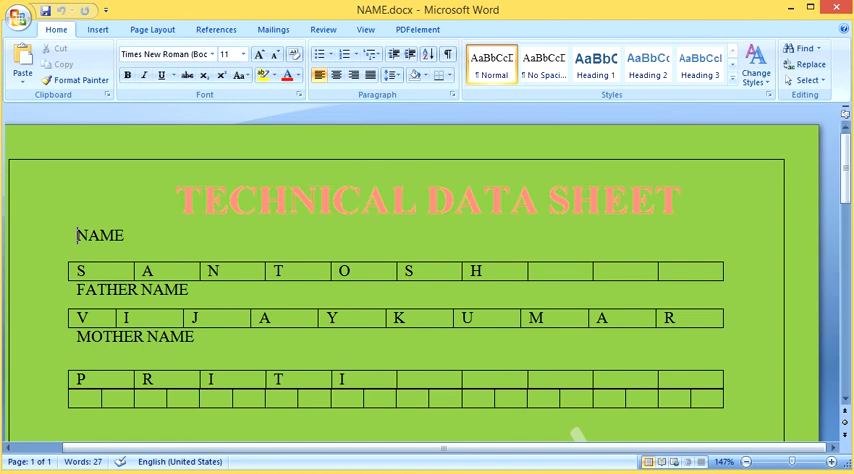 NAME.docx - Microsoft Word
Home Insert Page Layout References Mailings Review View PDFelement
Paste
Cut
Copy
Format Painter
Clipboard
Times New Roman (Boc 11
Font
Paragraph
AaBbCcD AaBbCcD AaBbC AaBbCc AaBbCcI
¶ Normal ¶ No Spaci... Heading 1 Heading 2 Heading 3
Styles
Change Styles
Find
Replace
Select
Editing
TECHNICAL DATA SHEET
NAME
S A N T O S H
FATHER NAME
V I J A Y K U M A R
MOTHER NAME
P R I T I
Page: 1 of 1 Words: 27 English (United States) 147%